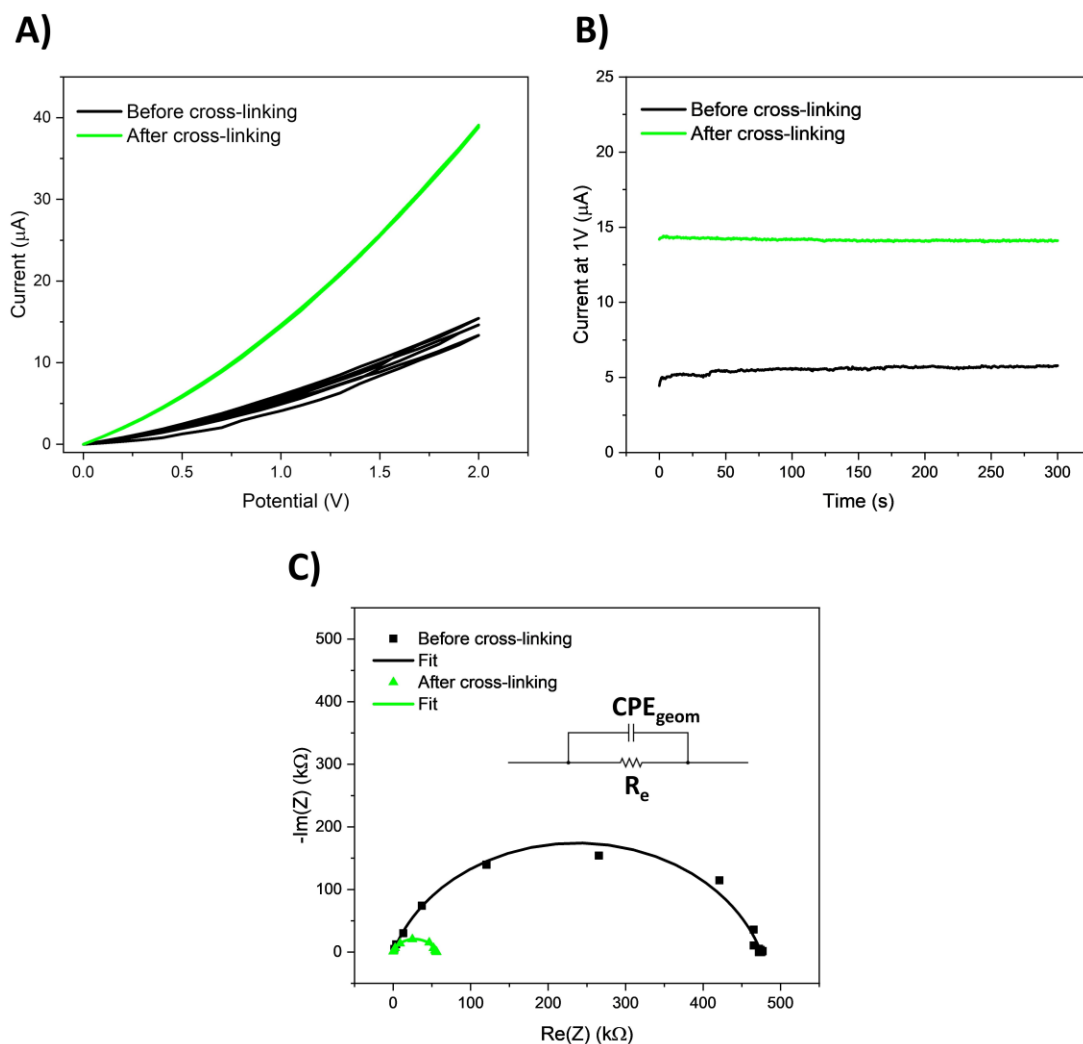 A)
Before cross-linking
After cross-linking
40
30
20
10
0
Current (μA)
0.0 0.5 1.0 1.5 2.0
Potential (V)
B)
25
20
15
10
5
0
Before cross-linking
After cross-linking
Current at 1V (μA)
0 50 100 150 200 250 300
Time (s)
C)
500
400
300
200
100
0
Before cross-linking
Fit
After cross-linking
Fit
CPEgeom
Re
-Im(Z) (kΩ)
0 100 200 300 400 500
Re(Z) (kΩ)